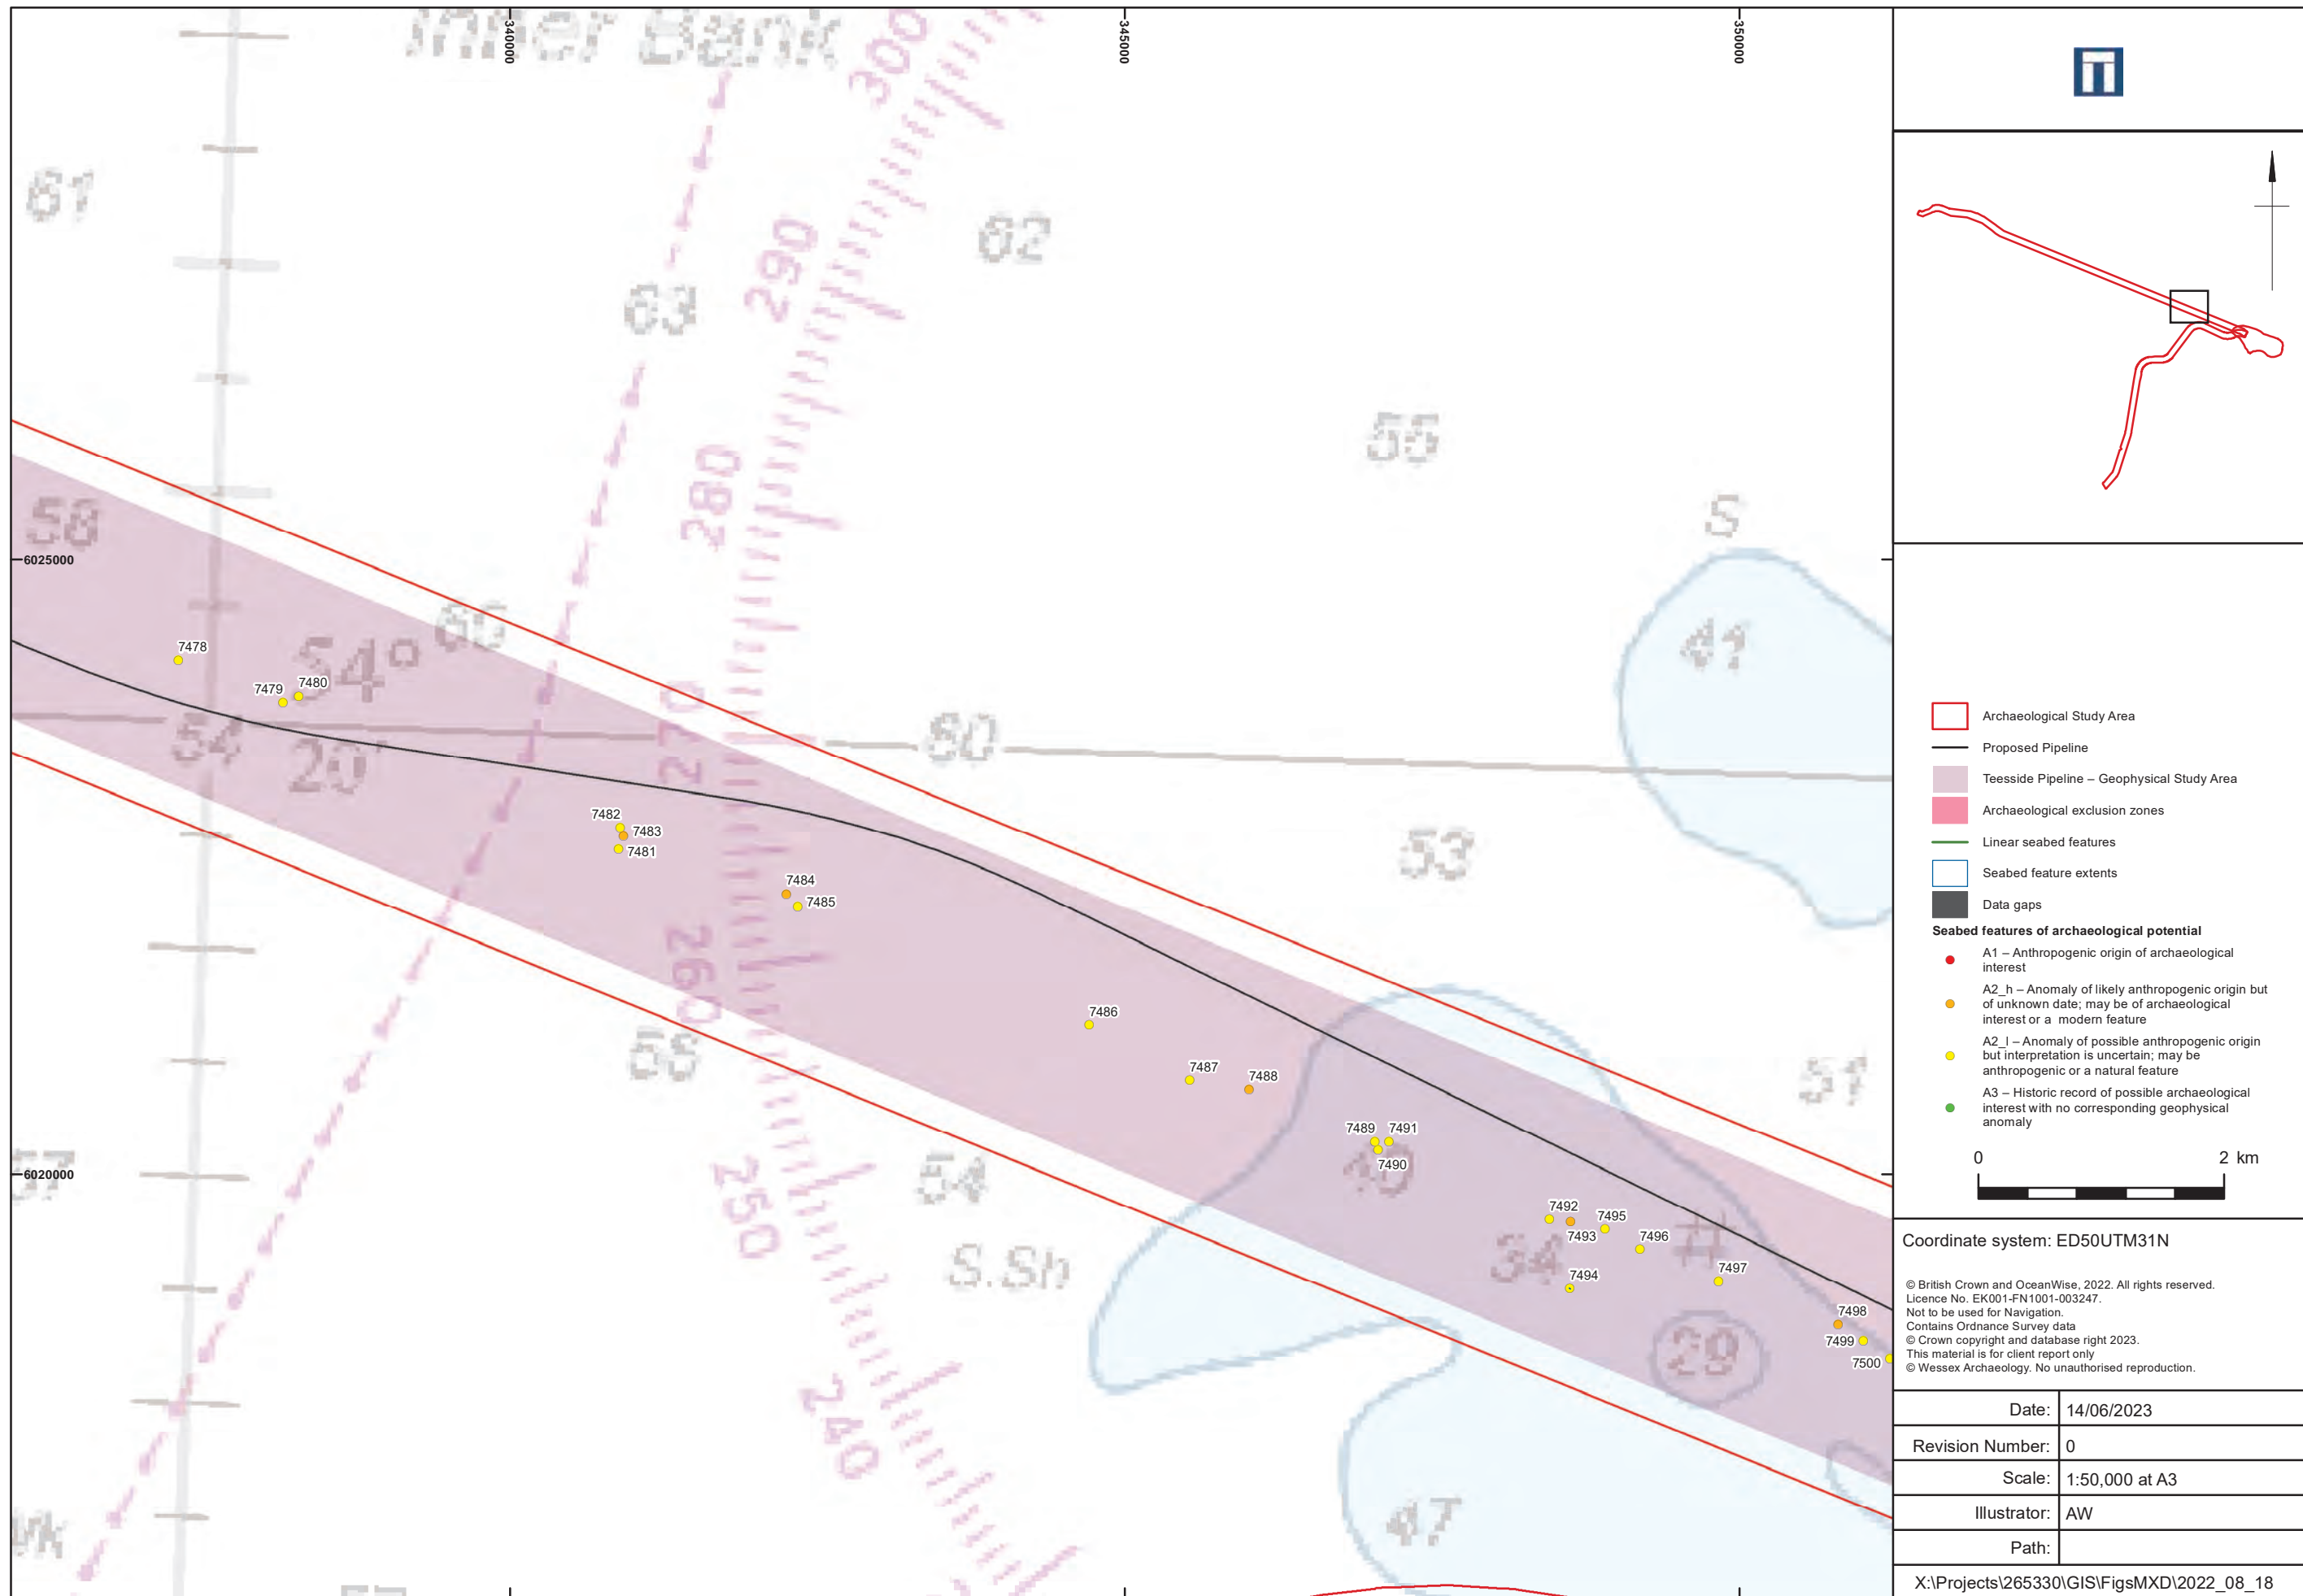 340000
345000
350000
Inner Bank
300
61
62
290
63
55
280
S
58
6025000
41
60
54°
7478
7480
7479
270
54
20'
60
7482
7483
7481
53
7484
7485
260
7486
58
51
7487
7488
7489
7491
7490
40
6020000
57
54
250
7492
7493
7495
7496
S.Sh
34
7494
7497
7498
7499
7500
29
240
47
Wk
57
Archaeological Study Area
Proposed Pipeline
Teesside Pipeline – Geophysical Study Area
Archaeological exclusion zones
Linear seabed features
Seabed feature extents
Data gaps
Seabed features of archaeological potential
A1 – Anthropogenic origin of archaeological
interest
A2_h – Anomaly of likely anthropogenic origin but
of unknown date; may be of archaeological
interest or a modern feature
A2_l – Anomaly of possible anthropogenic origin
but interpretation is uncertain; may be
anthropogenic or a natural feature
A3 – Historic record of possible archaeological
interest with no corresponding geophysical
anomaly
0 2 km
Coordinate system: ED50UTM31N
© British Crown and OceanWise, 2022. All rights reserved.
Licence No. EK001-FN1001-003247.
Not to be used for Navigation.
Contains Ordnance Survey data
© Crown copyright and database right 2023.
This material is for client report only
© Wessex Archaeology. No unauthorised reproduction.
Date: 14/06/2023
Revision Number: 0
Scale: 1:50,000 at A3
Illustrator: AW
Path:
X:\Projects\265330\GIS\FigsMXD\2022_08_18